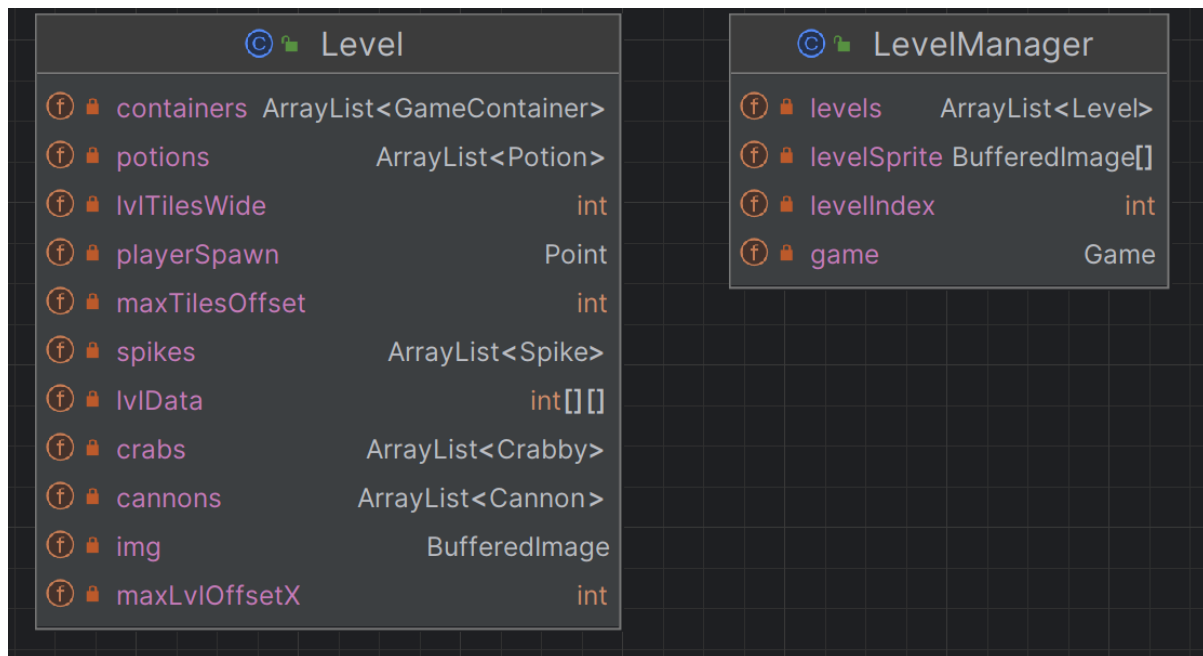 Level
containers ArrayList<GameContainer>
potions ArrayList<Potion>
lvlTilesWide int
playerSpawn Point
maxTilesOffset int
spikes ArrayList<Spike>
lvlData int[][]
crabs ArrayList<Crabby>
cannons ArrayList<Cannon>
img BufferedImage
maxLvlOffsetX int
LevelManager
levels ArrayList<Level>
levelSprite BufferedImage[]
levelIndex int
game Game